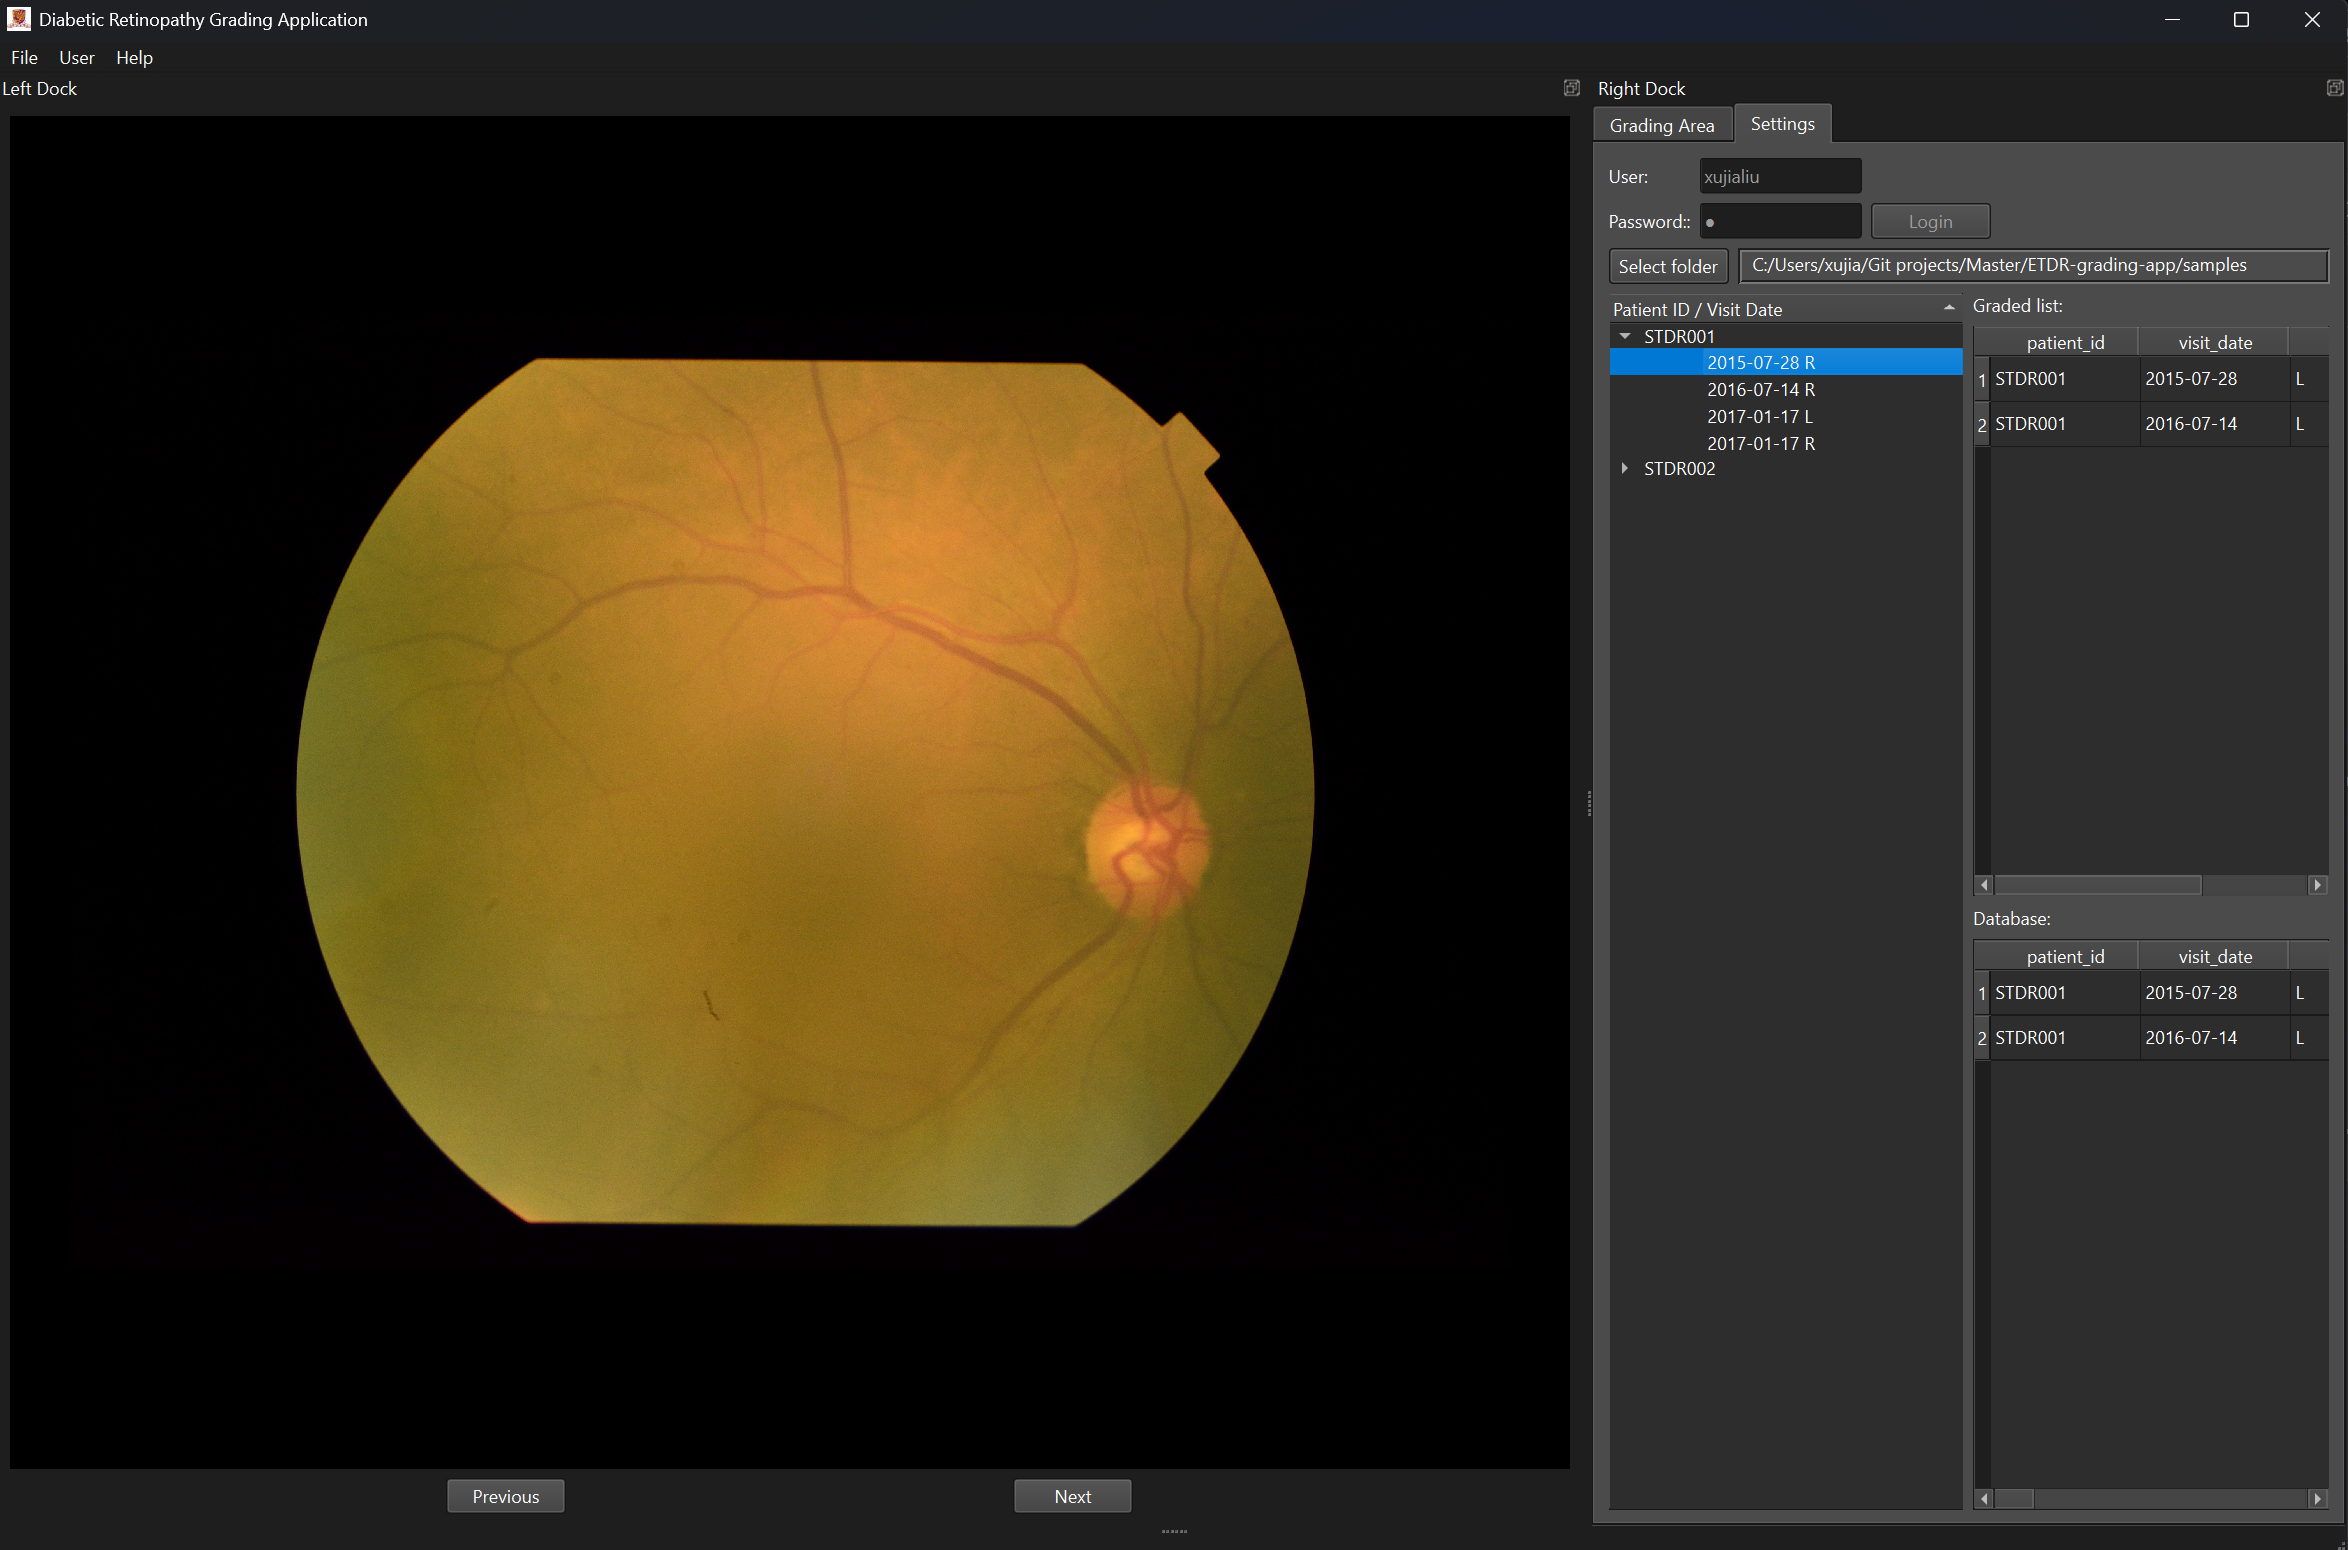 Diabetic Retinopathy Grading Application
File User Help
Left Dock
Previous Next
Right Dock
Grading Area Settings
User: xujialiu
Password:: ● Login
Select folder C:/Users/xujia/Git projects/Master/ETDR-grading-app/samples
Patient ID / Visit Date
STDR001
2015-07-28 R
2016-07-14 R
2017-01-17 L
2017-01-17 R
STDR002
Graded list:
patient_id visit_date
1 STDR001 2015-07-28 L
2 STDR001 2016-07-14 L
Database:
patient_id visit_date
1 STDR001 2015-07-28 L
2 STDR001 2016-07-14 L